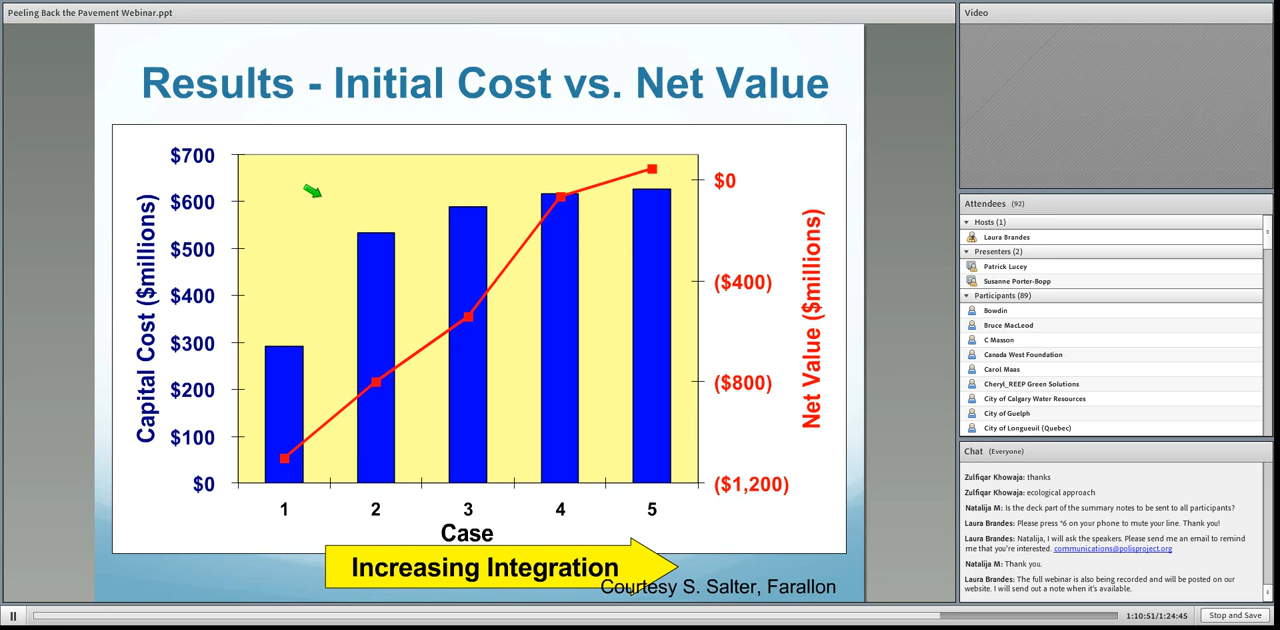 Peeling Back the Pavement Webinar.ppt
Results - Initial Cost vs. Net Value
Capital Cost ($millions)
$700
$600
$500
$400
$300
$200
$100
$0
$0
($400)
($800)
($1,200)
Net Value ($millions)
1 2 3 4 5
Case
Increasing Integration
Courtesy S. Salter, Farallon
Video
Attendees (92)
Hosts (1)
Laura Brandes
Presenters (2)
Patrick Lucey
Susanne Porter-Bopp
Participants (89)
Bowdin
Bruce MacLeod
C Masson
Canada West Foundation
Carol Maas
Cheryl_REEP Green Solutions
City of Calgary Water Resources
City of Guelph
City of Longueuil (Quebec)
Chat (Everyone)
Zulfiqar Khowaja: thanks
Zulfiqar Khowaja: ecological approach
Natalija M: Is the deck part of the summary notes to be sent to all participants?
Laura Brandes: Please press *6 on your phone to mute your line. Thank you!
Laura Brandes: Natalija, I will ask the speakers. Please send me an email to remind
me that you're interested. communications@polisproject.org
Natalija M: Thank you.
Laura Brandes: The full webinar is also being recorded and will be posted on our
website. I will send out a note when it's available.
1:10:51/1:24:45
Stop and Save